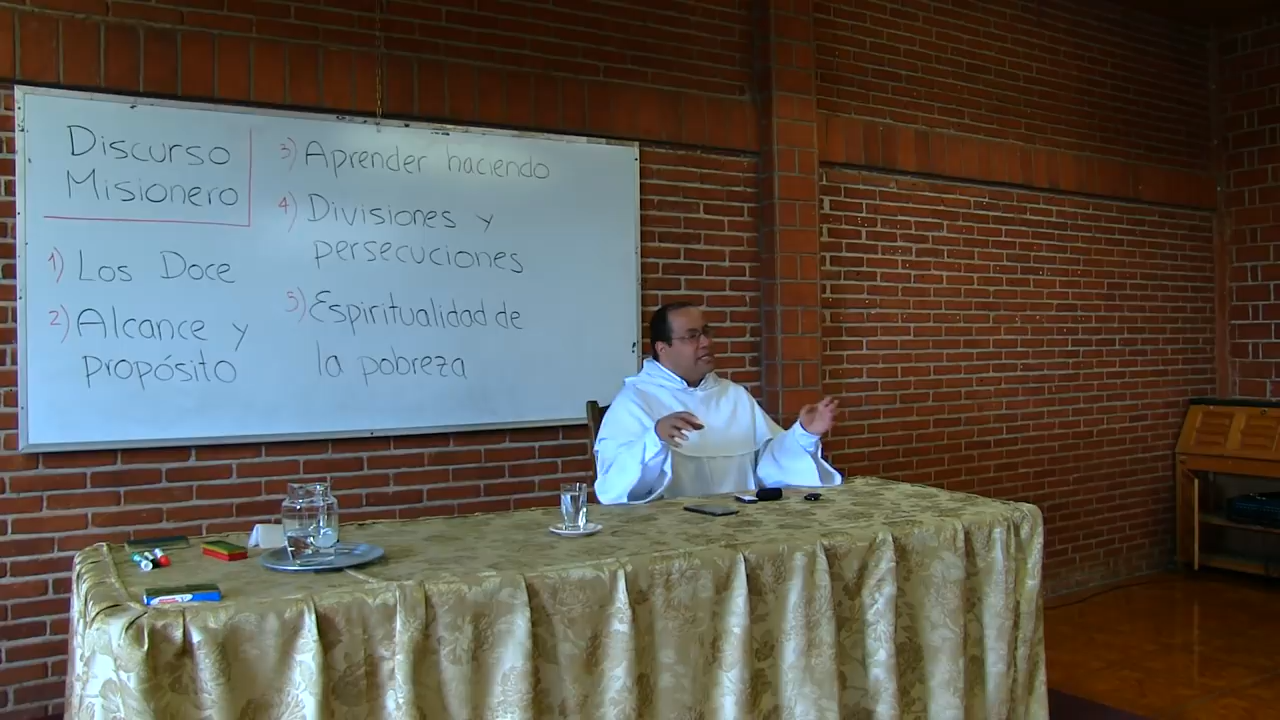 Discurso
Misionero
1) Los Doce
2) Alcance y
propósito
3) Aprender haciendo
4) Divisiones y
persecuciones
5) Espiritualidad de
la pobreza